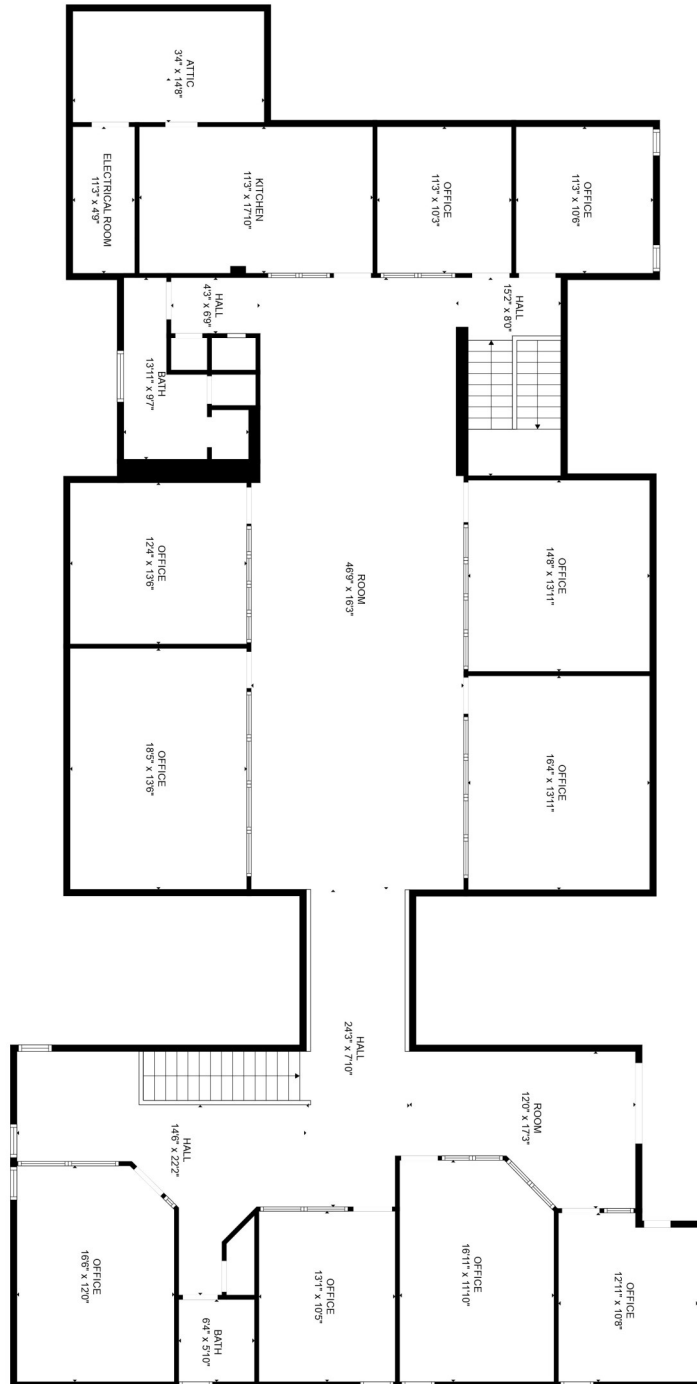 ATTIC
3'4" x 14'8"
ELECTRICAL ROOM
11'3" x 4'9"
KITCHEN
11'3" x 17'10"
OFFICE
11'3" x 10'3"
OFFICE
11'3" x 10'6"
HALL
4'3" x 6'9"
HALL
15'2" x 8'0"
BATH
13'11" x 9'7"
OFFICE
12'4" x 13'6"
ROOM
46'9" x 16'3"
OFFICE
14'8" x 13'11"
OFFICE
18'5" x 13'6"
OFFICE
16'4" x 13'11"
HALL
24'3" x 7'10"
ROOM
12'0" x 17'3"
HALL
14'6" x 22'2"
OFFICE
16'6" x 12'0"
BATH
6'4" x 5'10"
OFFICE
13'1" x 10'5"
OFFICE
16'11" x 11'10"
OFFICE
12'11" x 10'8"